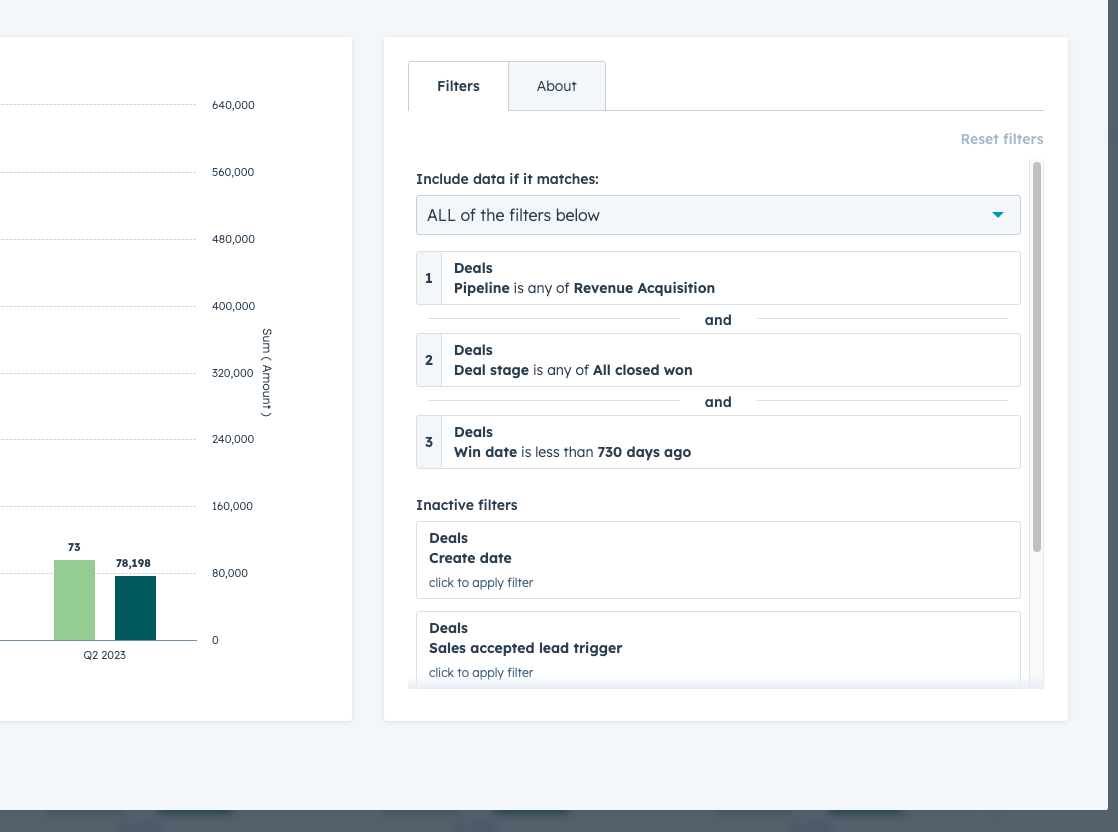 640,000
560,000
480,000
400,000
320,000
240,000
160,000
80,000
0
Sum ( Amount )
73
78,198
Q2 2023
Filters
About
Reset filters
Include data if it matches:
ALL of the filters below
1
Deals
Pipeline is any of Revenue Acquisition
and
2
Deals
Deal stage is any of All closed won
and
3
Deals
Win date is less than 730 days ago
Inactive filters
Deals
Create date
click to apply filter
Deals
Sales accepted lead trigger
click to apply filter